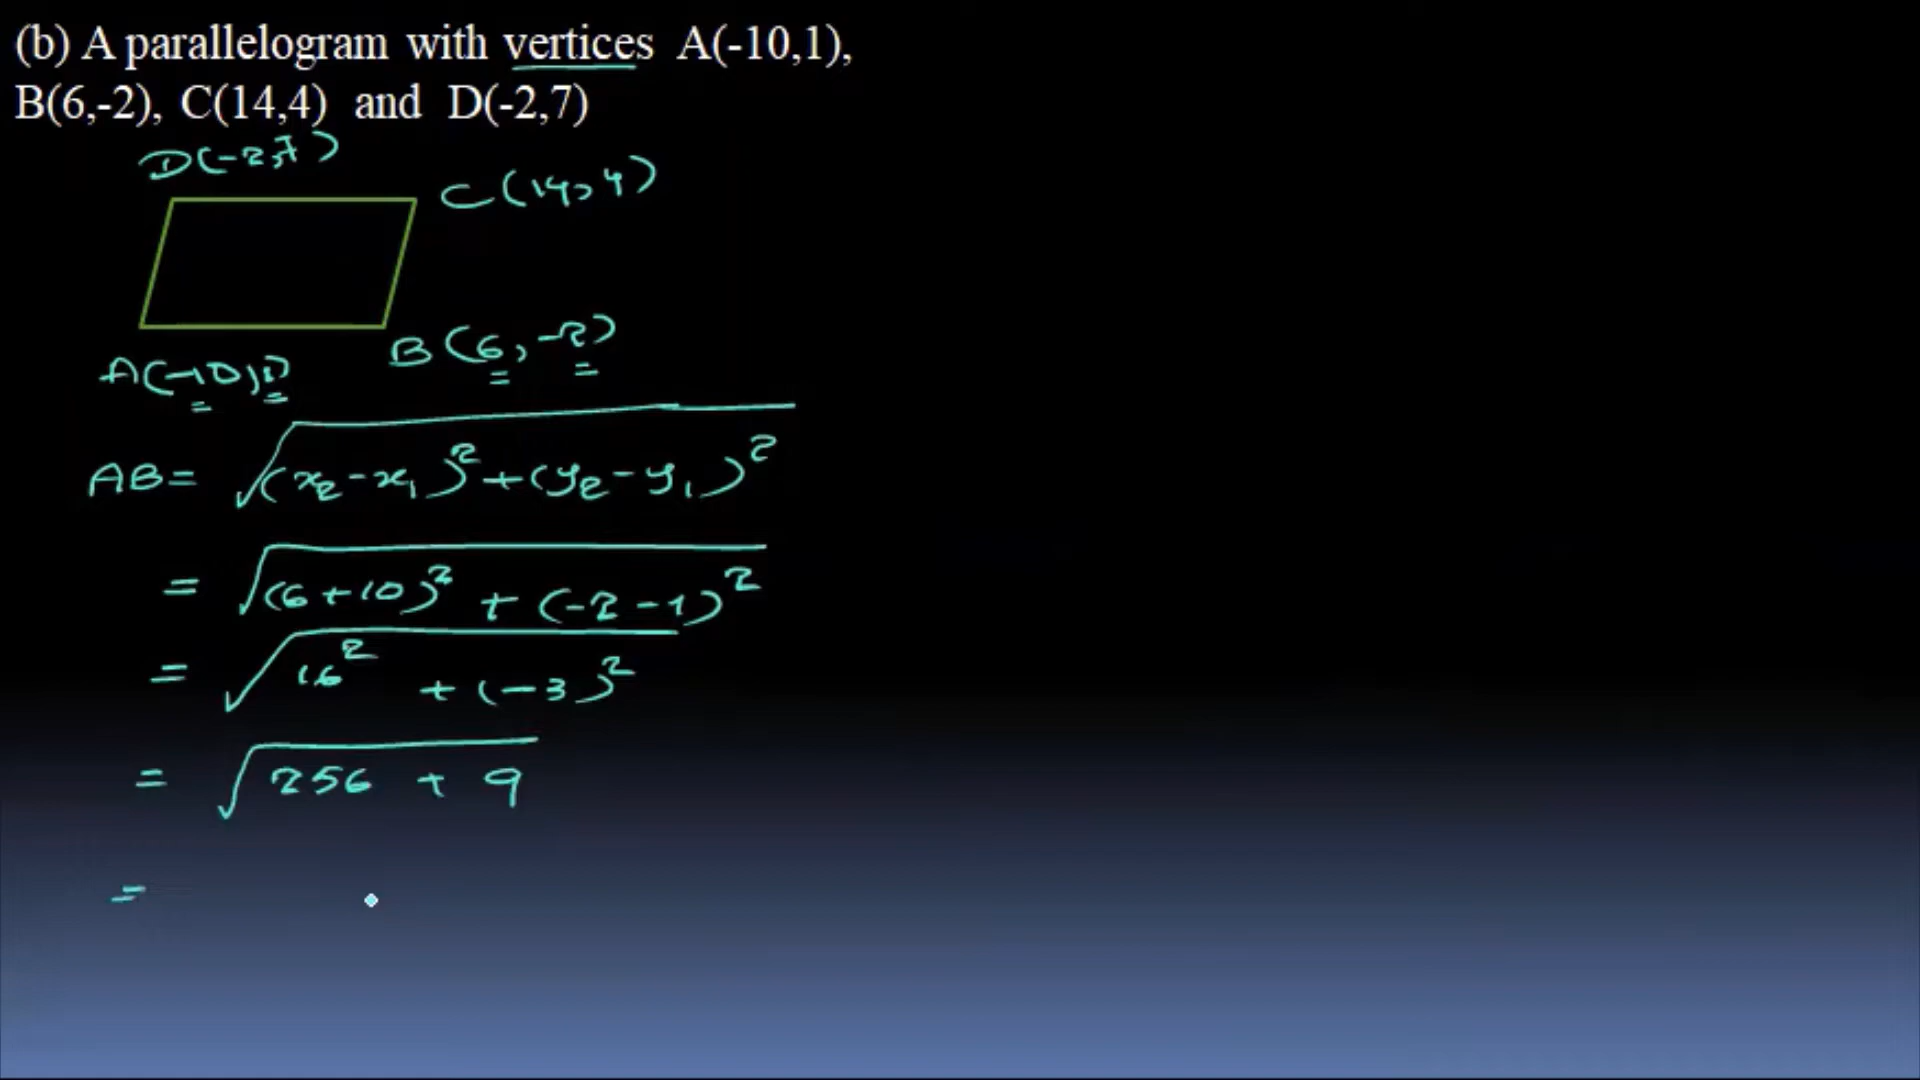 (b) A parallelogram with vertices A(-10,1),
B(6,-2), C(14,4) and D(-2,7)
D(-2,7)
C(14,4)
B(6,-2)
A(-10,1)
AB = √(x₂-x₁)²+(y₂-y₁)²
= √(6+10)² + (-2-1)²
= √16² + (-3)²
= √256 + 9
=